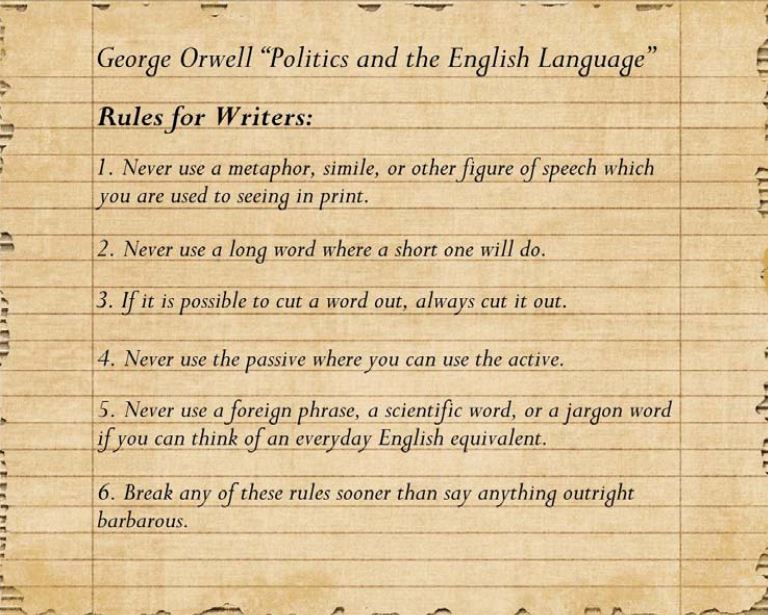 George Orwell “Politics and the English Language”
Rules for Writers:
1. Never use a metaphor, simile, or other figure of speech which
you are used to seeing in print.
2. Never use a long word where a short one will do.
3. If it is possible to cut a word out, always cut it out.
4. Never use the passive where you can use the active.
5. Never use a foreign phrase, a scientific word, or a jargon word
if you can think of an everyday English equivalent.
6. Break any of these rules sooner than say anything outright
barbarous.